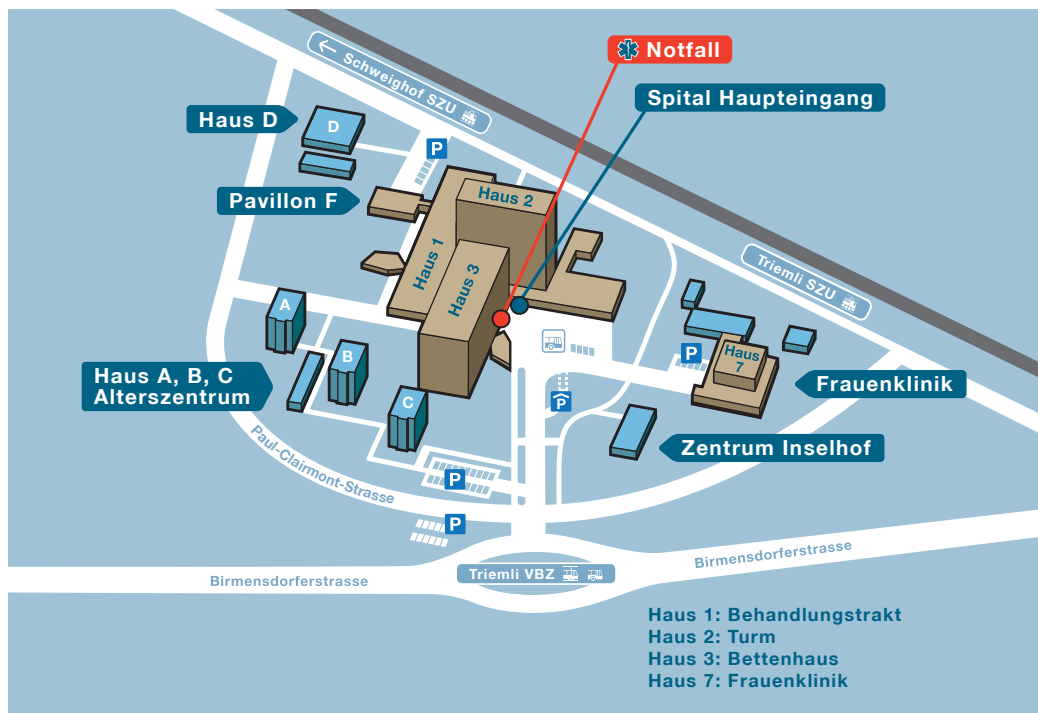 Notfall
Spital Haupteingang
← Schweighof SZU
Haus D
D
P
Pavillon F
Haus 2
Haus 1
Haus 3
Triemli SZU
A
B
C
P
Haus
7
Haus A, B, C
Alterszentrum
Frauenklinik
P
Zentrum Inselhof
Paul-Clairmont-Strasse
P
P
Birmensdorferstrasse
Triemli VBZ
Birmensdorferstrasse
Haus 1: Behandlungstrakt
Haus 2: Turm
Haus 3: Bettenhaus
Haus 7: Frauenklinik